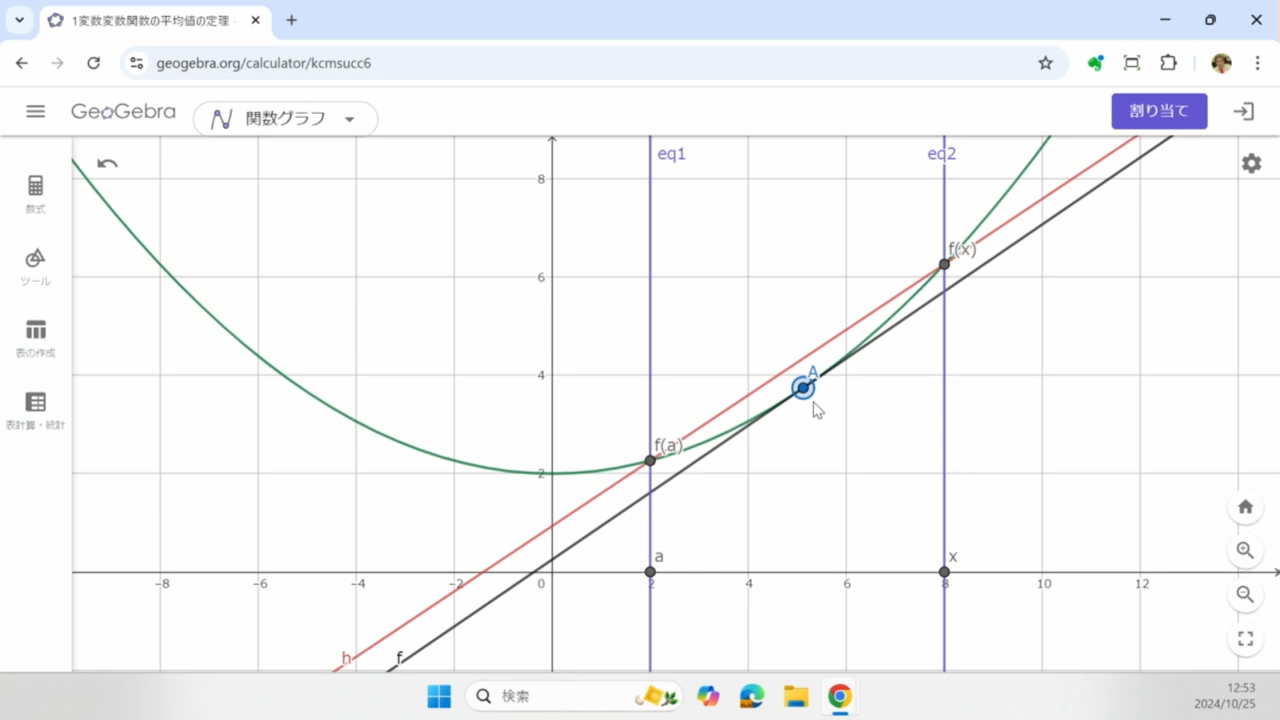 1変数変数関数の平均値の定理
geogebra.org/calculator/kcmsucc6
GeoGebra
関数グラフ
割り当て
数式
ツール
表の作成
表計算・統計
eq1
eq2
8
6
4
2
f(x)
A
f(a)
a
x
-8
-6
-4
-2
0
2
4
6
8
10
12
h
f
検索
12:53
2024/10/25